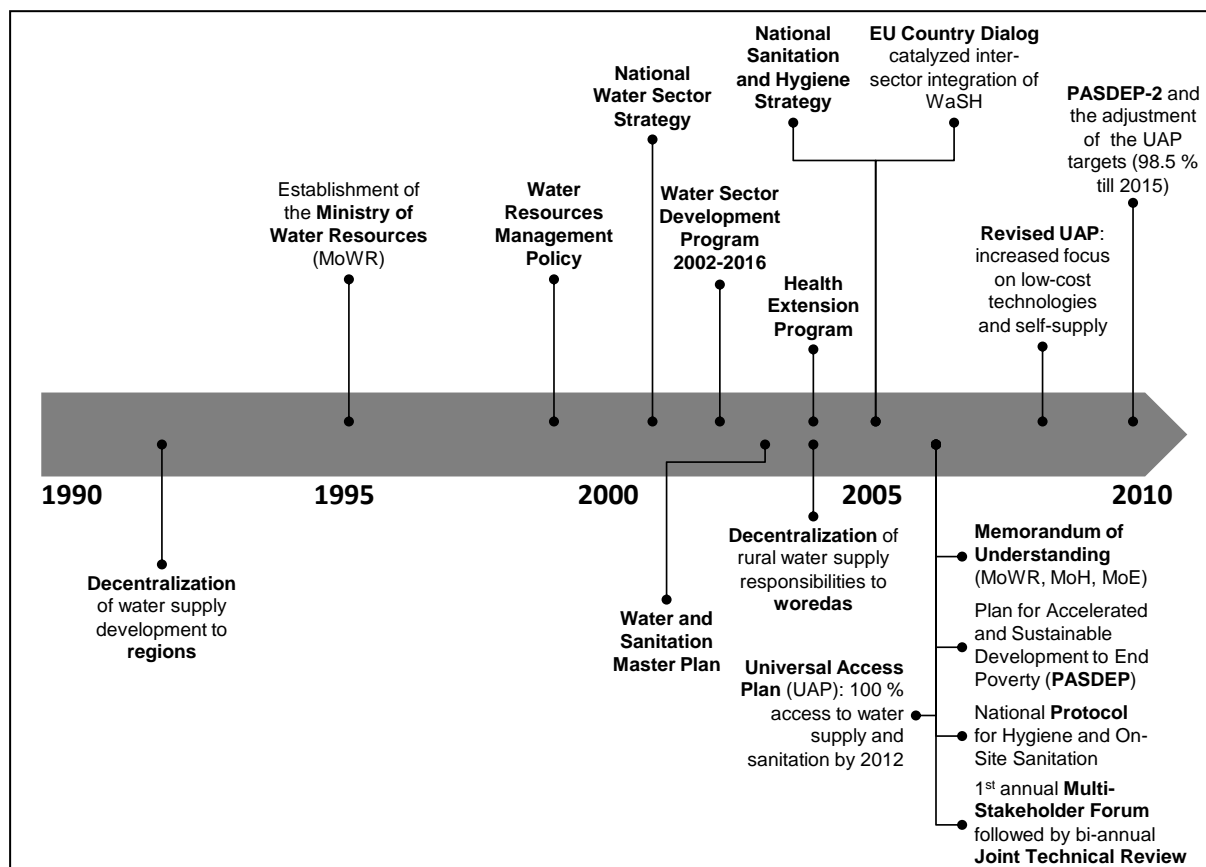 National
Water Sector
Strategy
National
Sanitation
and Hygiene
Strategy
EU Country Dialog
catalyzed inter-
sector integration of
WaSH
PASDEP-2 and
the adjustment
of the UAP
targets (98.5 %
till 2015)
Establishment of
the Ministry of
Water Resources
(MoWR)
Water
Resources
Management
Policy
Water Sector
Development
Program
2002-2016
Health
Extension
Program
Revised UAP:
increased focus
on low-cost
technologies
and self-supply
1990
1995
2000
2005
2010
Decentralization
of water supply
development to
regions
Water and
Sanitation
Master Plan
Decentralization of
rural water supply
responsibilities to
woredas
Universal Access
Plan (UAP): 100 %
access to water
supply and
sanitation by 2012
Memorandum of
Understanding
(MoWR, MoH, MoE)
Plan for Accelerated
and Sustainable
Development to End
Poverty (PASDEP)
National Protocol
for Hygiene and On-
Site Sanitation
1st annual Multi-
Stakeholder Forum
followed by bi-annual
Joint Technical Review